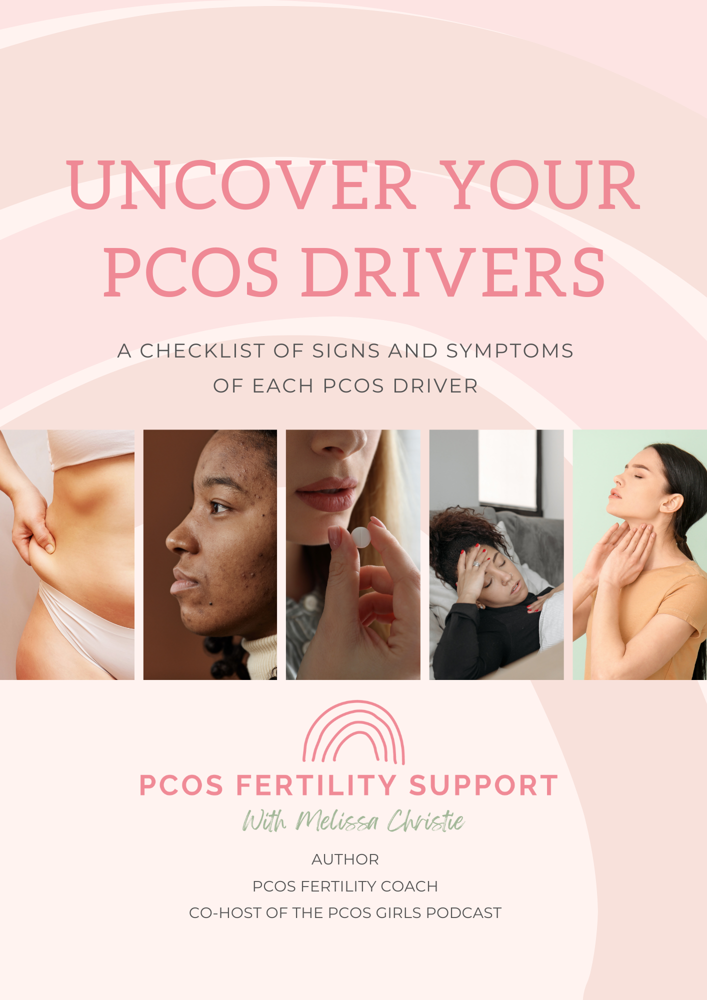 UNCOVER YOUR
PCOS DRIVERS
A CHECKLIST OF SIGNS AND SYMPTOMS
OF EACH PCOS DRIVER
PCOS FERTILITY SUPPORT
With Melissa Christie
AUTHOR
PCOS FERTILITY COACH
CO-HOST OF THE PCOS GIRLS PODCAST